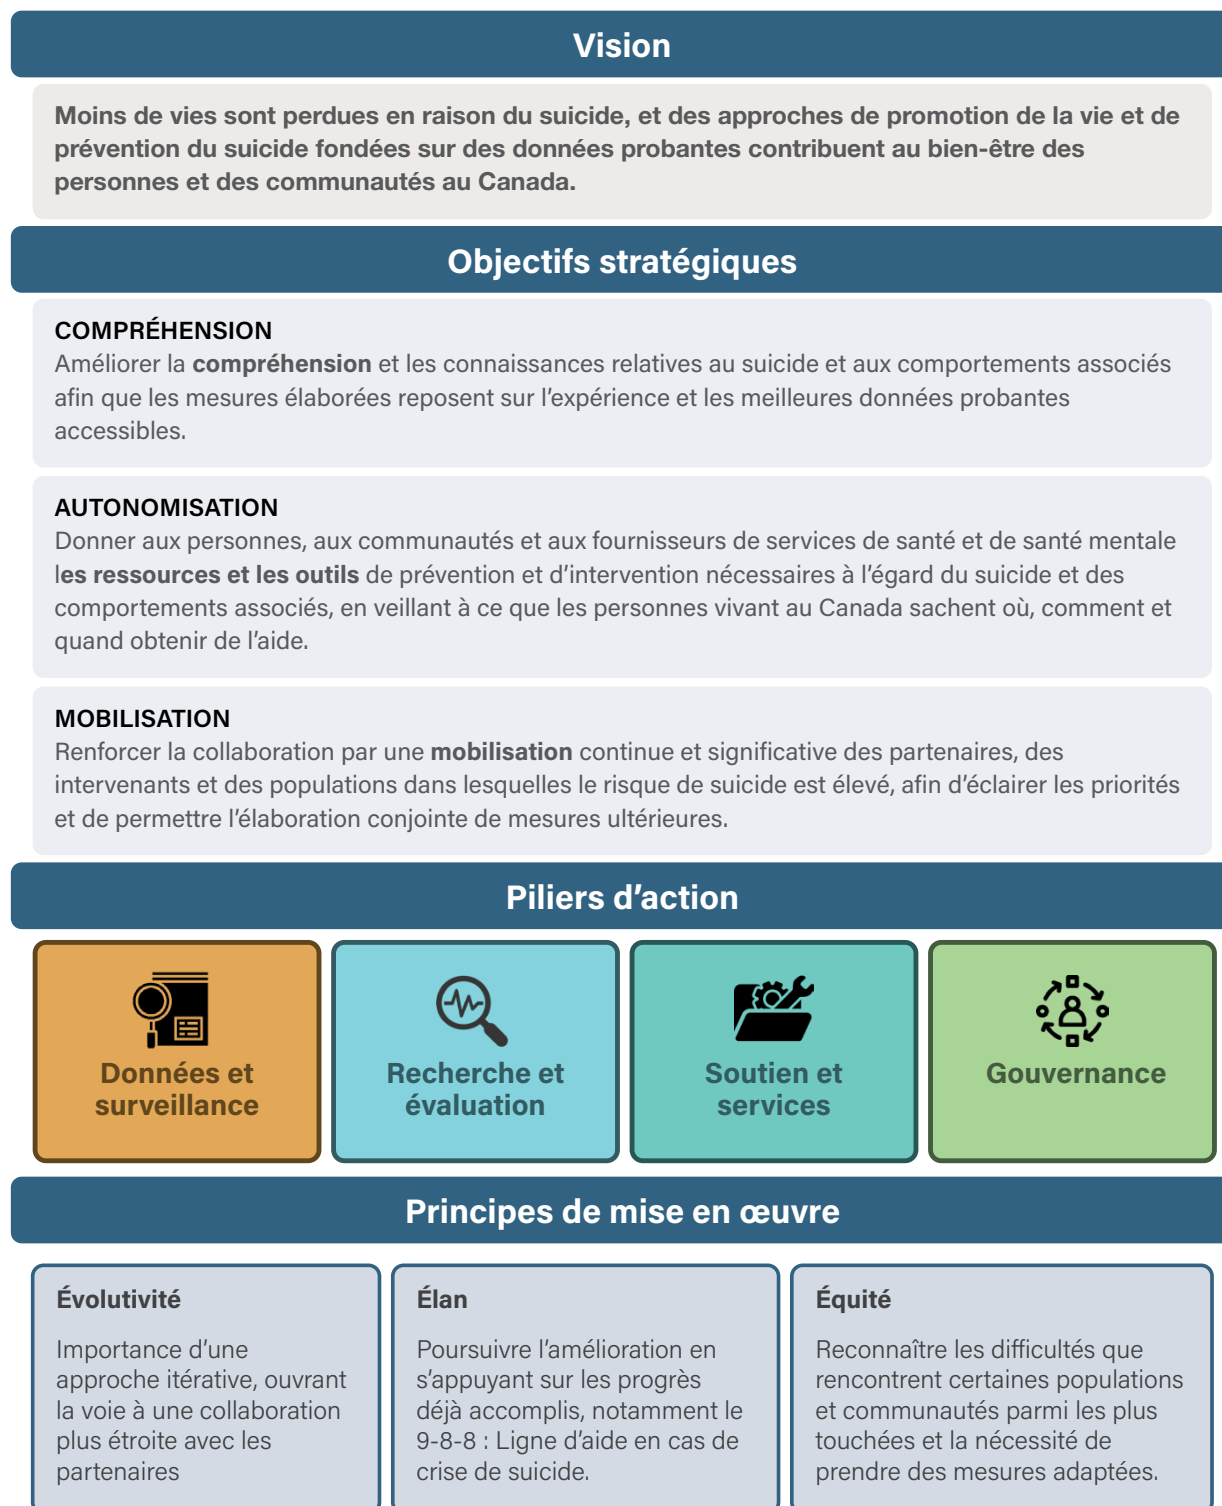 Vision
Moins de vies sont perdues en raison du suicide, et des approches de promotion de la vie et de
prévention du suicide fondées sur des données probantes contribuent au bien-être des
personnes et des communautés au Canada.
Objectifs stratégiques
COMPRÉHENSION
Améliorer la compréhension et les connaissances relatives au suicide et aux comportements associés
afin que les mesures élaborées reposent sur l’expérience et les meilleures données probantes
accessibles.
AUTONOMISATION
Donner aux personnes, aux communautés et aux fournisseurs de services de santé et de santé mentale
les ressources et les outils de prévention et d’intervention nécessaires à l’égard du suicide et des
comportements associés, en veillant à ce que les personnes vivant au Canada sachent où, comment et
quand obtenir de l’aide.
MOBILISATION
Renforcer la collaboration par une mobilisation continue et significative des partenaires, des
intervenants et des populations dans lesquelles le risque de suicide est élevé, afin d’éclairer les priorités
et de permettre l’élaboration conjointe de mesures ultérieures.
Piliers d’action
Données et
surveillance
Recherche et
évaluation
Soutien et
services
Gouvernance
Principes de mise en œuvre
Évolutivité
Importance d’une
approche itérative, ouvrant
la voie à une collaboration
plus étroite avec les
partenaires
Élan
Poursuivre l’amélioration en
s’appuyant sur les progrès
déjà accomplis, notamment le
9-8-8 : Ligne d’aide en cas de
crise de suicide.
Équité
Reconnaître les difficultés que
rencontrent certaines populations
et communautés parmi les plus
touchées et la nécessité de
prendre des mesures adaptées.